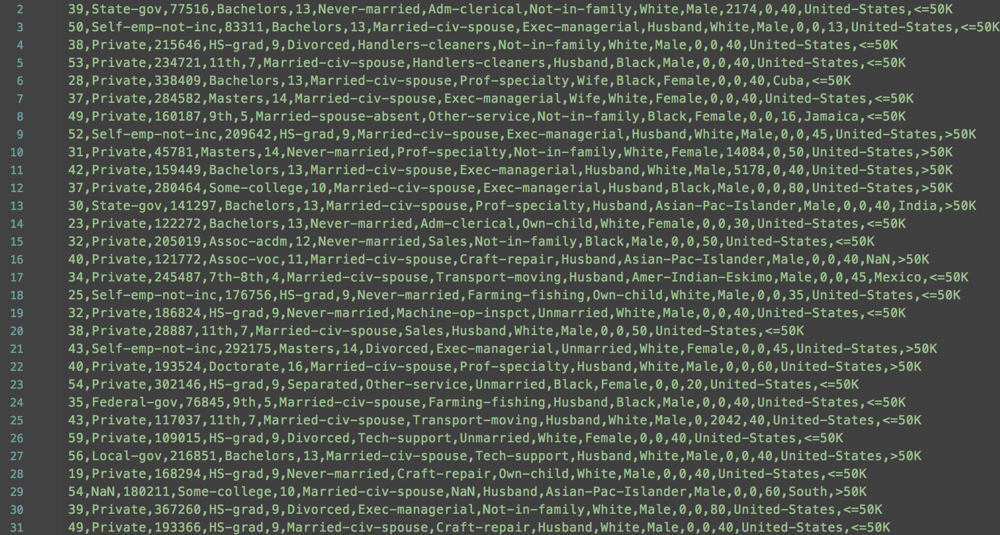 2 39,State-gov,77516,Bachelors,13,Never-married,Adm-clerical,Not-in-family,White,Male,2174,0,40,United-States,<=50K
3 50,Self-emp-not-inc,83311,Bachelors,13,Married-civ-spouse,Exec-managerial,Husband,White,Male,0,0,13,United-States,<=50K
4 38,Private,215646,HS-grad,9,Divorced,Handlers-cleaners,Not-in-family,White,Male,0,0,40,United-States,<=50K
5 53,Private,234721,11th,7,Married-civ-spouse,Handlers-cleaners,Husband,Black,Male,0,0,40,United-States,<=50K
6 28,Private,338409,Bachelors,13,Married-civ-spouse,Prof-specialty,Wife,Black,Female,0,0,40,Cuba,<=50K
7 37,Private,284582,Masters,14,Married-civ-spouse,Exec-managerial,Wife,White,Female,0,0,40,United-States,<=50K
8 49,Private,160187,9th,5,Married-spouse-absent,Other-service,Not-in-family,Black,Female,0,0,16,Jamaica,<=50K
9 52,Self-emp-not-inc,209642,HS-grad,9,Married-civ-spouse,Exec-managerial,Husband,White,Male,0,0,45,United-States,>50K
10 31,Private,45781,Masters,14,Never-married,Prof-specialty,Not-in-family,White,Female,14084,0,50,United-States,>50K
11 42,Private,159449,Bachelors,13,Married-civ-spouse,Exec-managerial,Husband,White,Male,5178,0,40,United-States,>50K
12 37,Private,280464,Some-college,10,Married-civ-spouse,Exec-managerial,Husband,Black,Male,0,0,80,United-States,>50K
13 30,State-gov,141297,Bachelors,13,Married-civ-spouse,Prof-specialty,Husband,Asian-Pac-Islander,Male,0,0,40,India,>50K
14 23,Private,122272,Bachelors,13,Never-married,Adm-clerical,Own-child,White,Female,0,0,30,United-States,<=50K
15 32,Private,205019,Assoc-acdm,12,Never-married,Sales,Not-in-family,Black,Male,0,0,50,United-States,<=50K
16 40,Private,121772,Assoc-voc,11,Married-civ-spouse,Craft-repair,Husband,Asian-Pac-Islander,Male,0,0,40,NaN,>50K
17 34,Private,245487,7th-8th,4,Married-civ-spouse,Transport-moving,Husband,Amer-Indian-Eskimo,Male,0,0,45,Mexico,<=50K
18 25,Self-emp-not-inc,176756,HS-grad,9,Never-married,Farming-fishing,Own-child,White,Male,0,0,35,United-States,<=50K
19 32,Private,186824,HS-grad,9,Never-married,Machine-op-inspct,Unmarried,White,Male,0,0,40,United-States,<=50K
20 38,Private,28887,11th,7,Married-civ-spouse,Sales,Husband,White,Male,0,0,50,United-States,<=50K
21 43,Self-emp-not-inc,292175,Masters,14,Divorced,Exec-managerial,Unmarried,White,Female,0,0,45,United-States,>50K
22 40,Private,193524,Doctorate,16,Married-civ-spouse,Prof-specialty,Husband,White,Male,0,0,60,United-States,>50K
23 54,Private,302146,HS-grad,9,Separated,Other-service,Unmarried,Black,Female,0,0,20,United-States,<=50K
24 35,Federal-gov,76845,9th,5,Married-civ-spouse,Farming-fishing,Husband,Black,Male,0,0,40,United-States,<=50K
25 43,Private,117037,11th,7,Married-civ-spouse,Transport-moving,Husband,White,Male,0,2042,40,United-States,<=50K
26 59,Private,109015,HS-grad,9,Divorced,Tech-support,Unmarried,White,Female,0,0,40,United-States,<=50K
27 56,Local-gov,216851,Bachelors,13,Married-civ-spouse,Tech-support,Husband,White,Male,0,0,40,United-States,>50K
28 19,Private,168294,HS-grad,9,Never-married,Craft-repair,Own-child,White,Male,0,0,40,United-States,<=50K
29 54,NaN,180211,Some-college,10,Married-civ-spouse,NaN,Husband,Asian-Pac-Islander,Male,0,0,60,South,>50K
30 39,Private,367260,HS-grad,9,Divorced,Exec-managerial,Not-in-family,White,Male,0,0,80,United-States,<=50K
31 49,Private,193366,HS-grad,9,Married-civ-spouse,Craft-repair,Husband,White,Male,0,0,40,United-States,<=50K